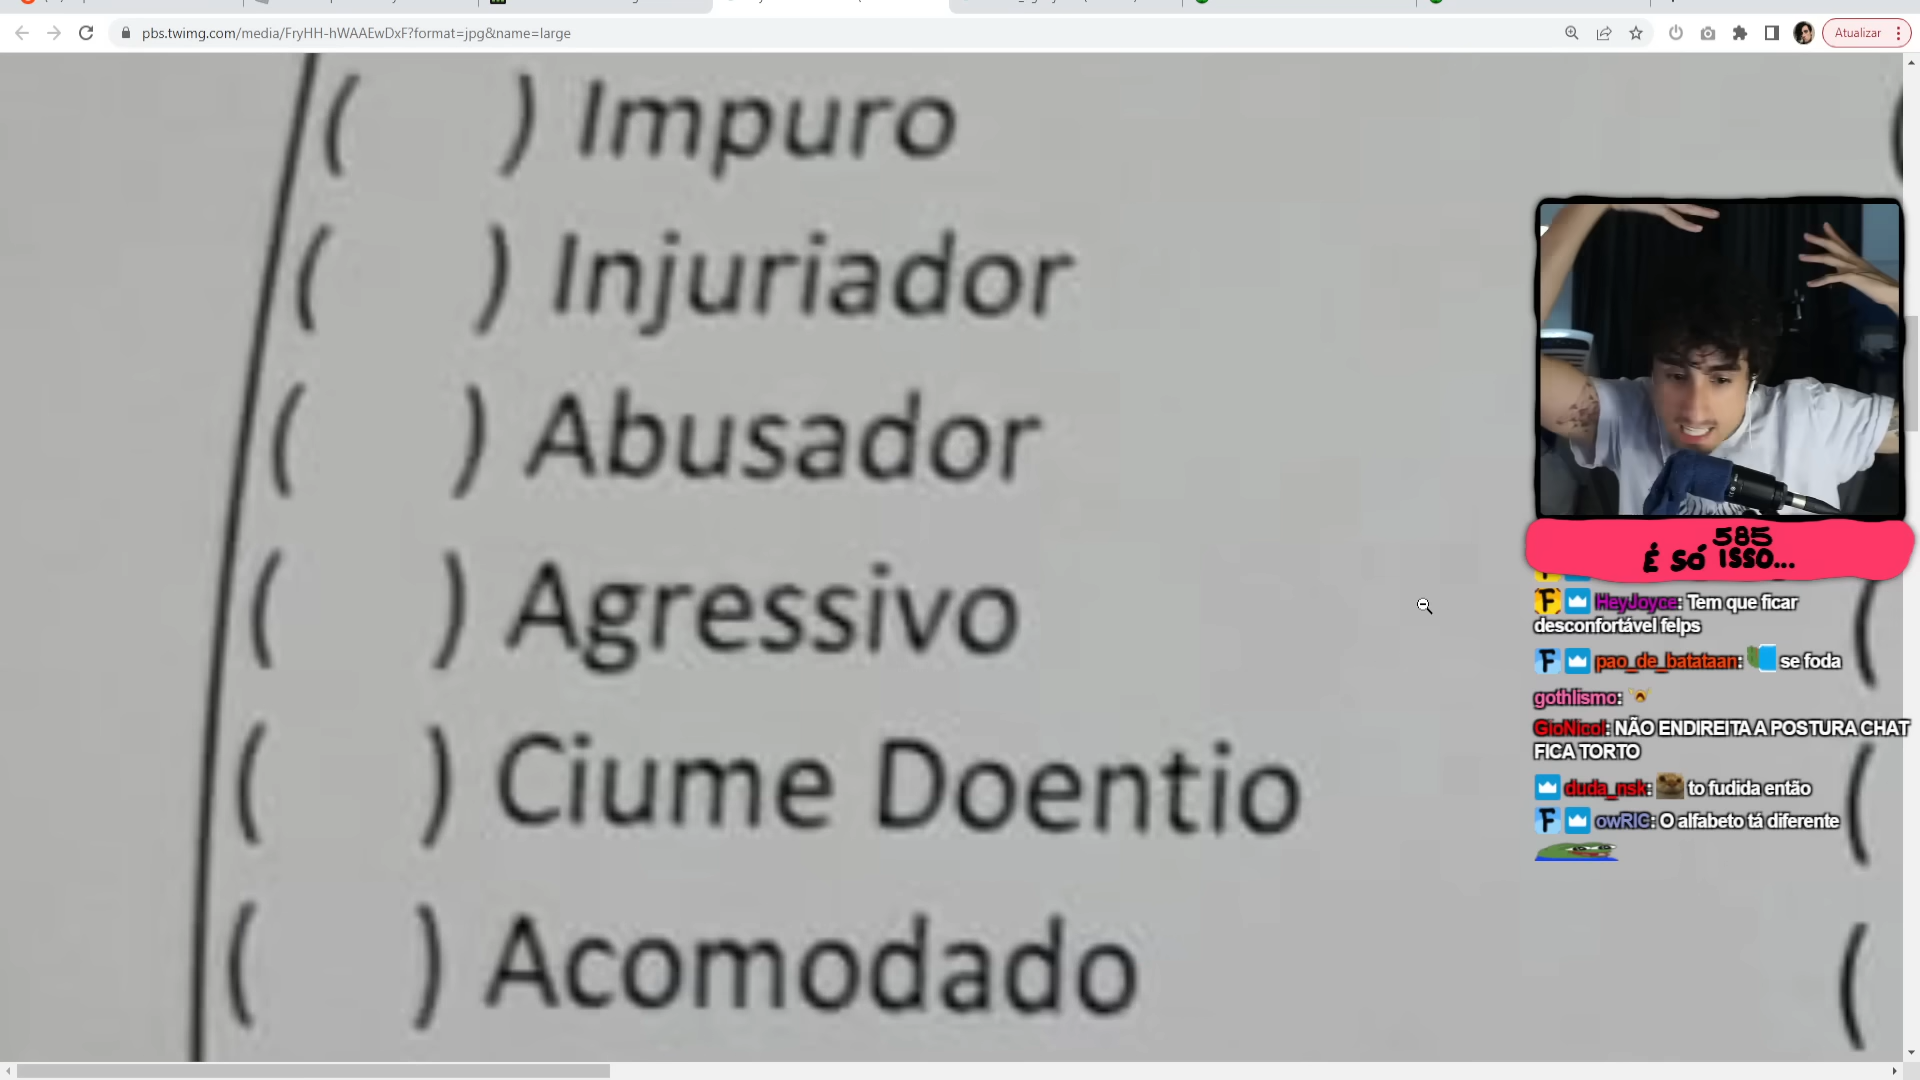 pbs.twimg.com/media/FryHH-hWAAEwDxF?format=jpg&name=large
Atualizar
( ) Impuro
( ) Injuriador
( ) Abusador
( ) Agressivo
( ) Ciume Doentio
( ) Acomodado
585
É SÓ ISSO...
HeyJoyce: Tem que ficar
desconfortável felps
pao_de_batataan: se foda
gothlismo:
GioNicol: NÃO ENDIREITA A POSTURA CHAT
FICA TORTO
duda_nsk: to fudida então
owRIC: O alfabeto tá diferente